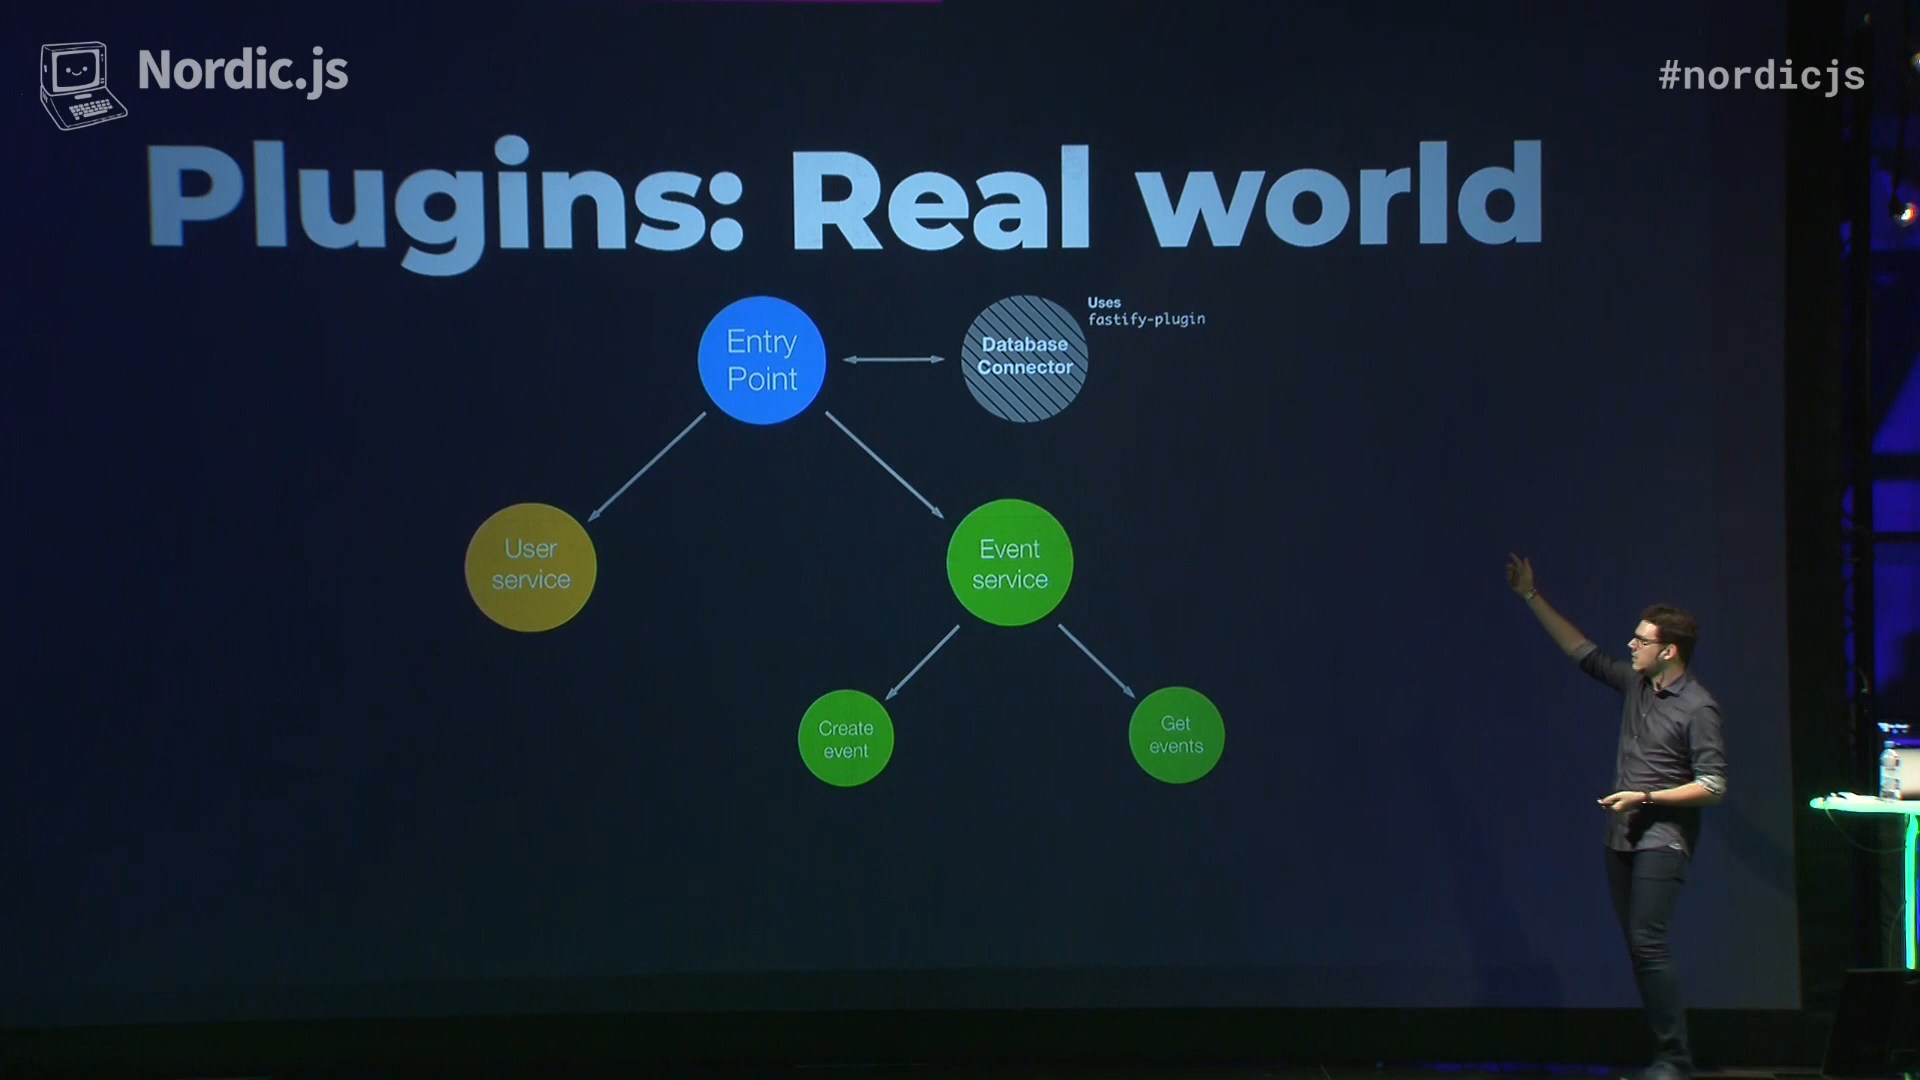 Nordic.js
#nordicjs
Plugins: Real world
Entry
Point
Database
Connector
Uses
fastify-plugin
User
service
Event
service
Create
event
Get
events